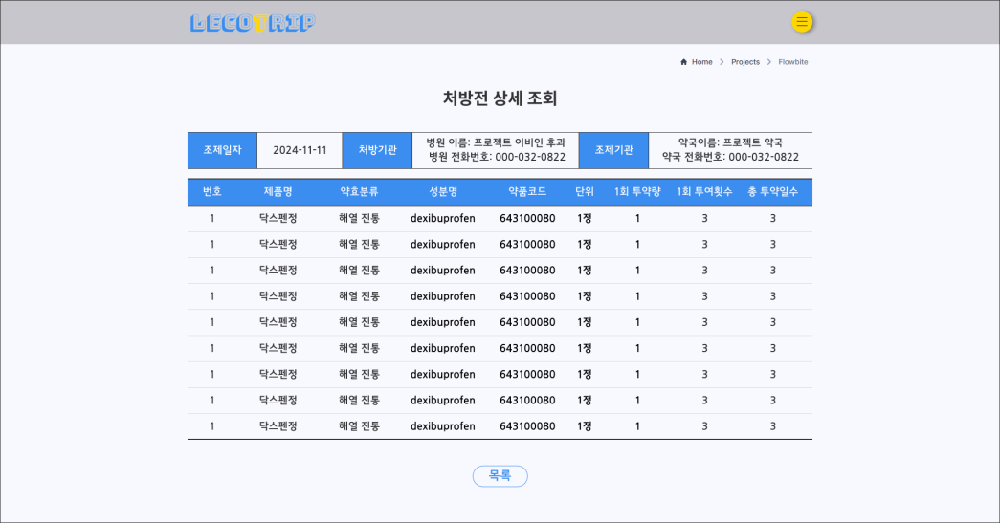 LECOTRIP
Home > Projects > Flowbite
처방전 상세 조회
조제일자 2024-11-11 처방기관 병원 이름: 프로젝트 이비인 후과 조제기관 약국이름: 프로젝트 약국
병원 전화번호: 000-032-0822 약국 전화번호: 000-032-0822
번호 제품명 약효분류 성분명 약품코드 단위 1회 투약량 1회 투여횟수 총 투약일수
1 닥스펜정 해열 진통 dexibuprofen 643100080 1정 1 3 3
1 닥스펜정 해열 진통 dexibuprofen 643100080 1정 1 3 3
1 닥스펜정 해열 진통 dexibuprofen 643100080 1정 1 3 3
1 닥스펜정 해열 진통 dexibuprofen 643100080 1정 1 3 3
1 닥스펜정 해열 진통 dexibuprofen 643100080 1정 1 3 3
1 닥스펜정 해열 진통 dexibuprofen 643100080 1정 1 3 3
1 닥스펜정 해열 진통 dexibuprofen 643100080 1정 1 3 3
1 닥스펜정 해열 진통 dexibuprofen 643100080 1정 1 3 3
1 닥스펜정 해열 진통 dexibuprofen 643100080 1정 1 3 3
목록